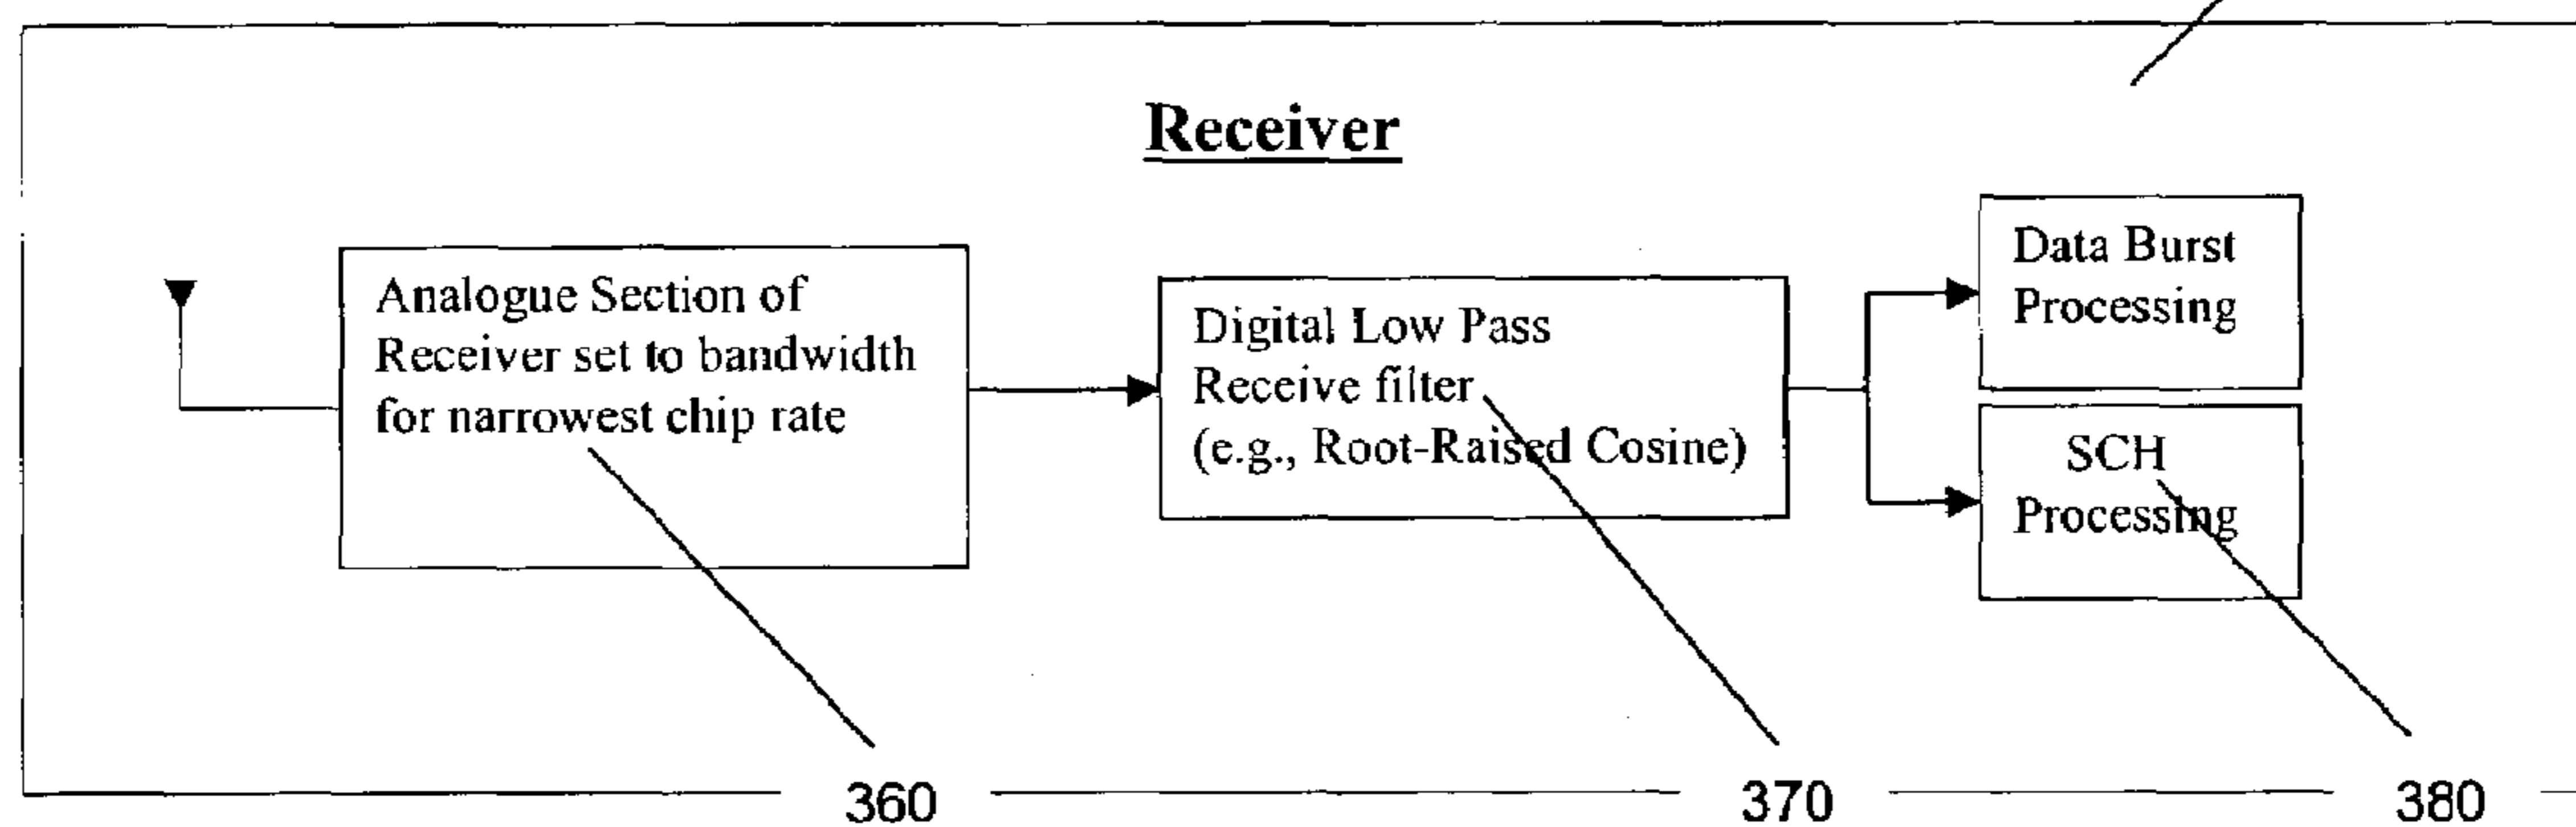 Receiver
Analogue Section of
Receiver set to bandwidth
for narrowest chip rate
Digital Low Pass
Receive filter
(e.g., Root-Raised Cosine)
Data Burst
Processing
SCH
Processing
360
370
380